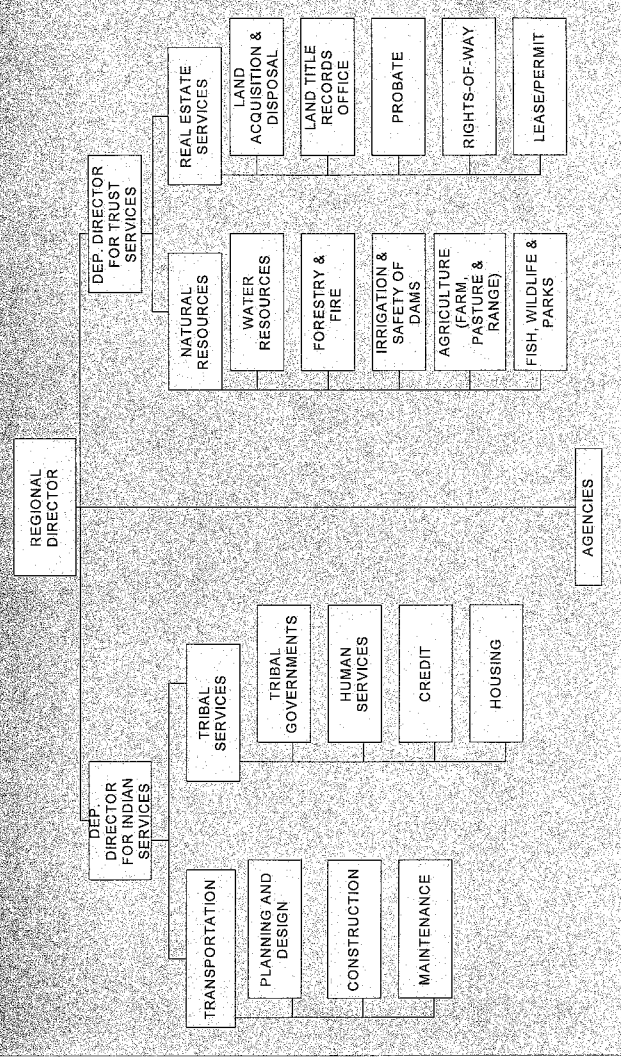 REGIONAL
DIRECTOR
DEP.
DIRECTOR
FOR INDIAN
SERVICES
DEP. DIRECTOR
FOR TRUST
SERVICES
TRANSPORTATION
PLANNING AND
DESIGN
CONSTRUCTION
MAINTENANCE
TRIBAL
SERVICES
TRIBAL
GOVERNMENTS
HUMAN
SERVICES
CREDIT
HOUSING
AGENCIES
NATURAL
RESOURCES
WATER
RESOURCES
FORESTRY &
FIRE
IRRIGATION &
SAFETY OF
DAMS
AGRICULTURE
(FARM,
PASTURE &
RANGE)
FISH, WILDLIFE &
PARKS
REAL ESTATE
SERVICES
LAND
ACQUISITION &
DISPOSAL
LAND TITLE
RECORDS
OFFICE
PROBATE
RIGHTS-OF-WAY
LEASE/PERMIT